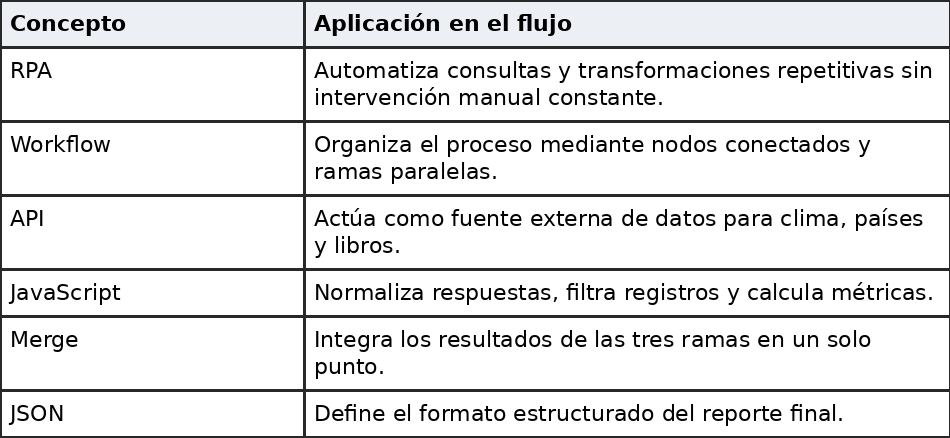 Concepto
Aplicación en el flujo
RPA
Automatiza consultas y transformaciones repetitivas sin
intervención manual constante.
Workflow
Organiza el proceso mediante nodos conectados y
ramas paralelas.
API
Actúa como fuente externa de datos para clima, países
y libros.
JavaScript
Normaliza respuestas, filtra registros y calcula métricas.
Merge
Integra los resultados de las tres ramas en un solo
punto.
JSON
Define el formato estructurado del reporte final.